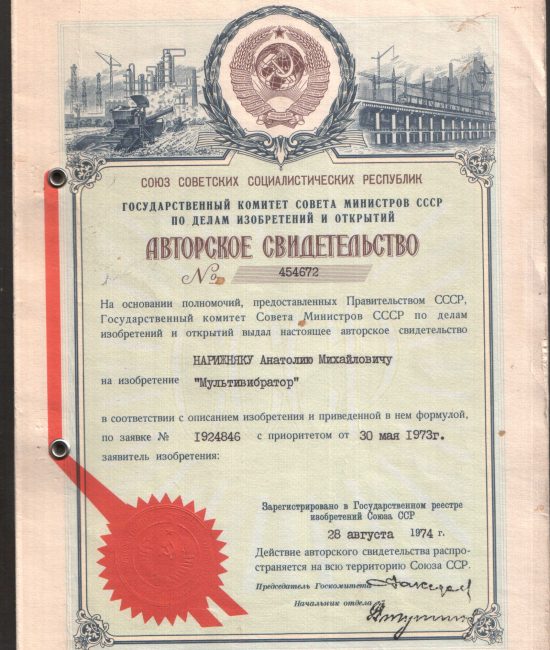 СОЮЗ СОВЕТСКИХ СОЦИАЛИСТИЧЕСКИХ РЕСПУБЛИК
ГОСУДАРСТВЕННЫЙ КОМИТЕТ СОВЕТА МИНИСТРОВ СССР
ПО ДЕЛАМ ИЗОБРЕТЕНИЙ И ОТКРЫТИЙ
АВТОРСКОЕ СВИДЕТЕЛЬСТВО
№ 454672
На основании полномочий, предоставленных Правительством СССР,
Государственный комитет Совета Министров СССР по делам
изобретений и открытий выдал настоящее авторское свидетельство
НАРИЖНЯКУ Анатолию Михайловичу
на изобретение "Мультивибратор"
в соответствии с описанием изобретения и приведенной в нем формулой,
по заявке № I924846 с приоритетом от 30 мая 1973г.
заявитель изобретения:
Зарегистрировано в Государственном реестре
изобретений Союза ССР
28 августа 1974 г.
Действие авторского свидетельства распро-
страняется на всю территорию Союза ССР.
Председатель Госкомитета
Начальник отдела